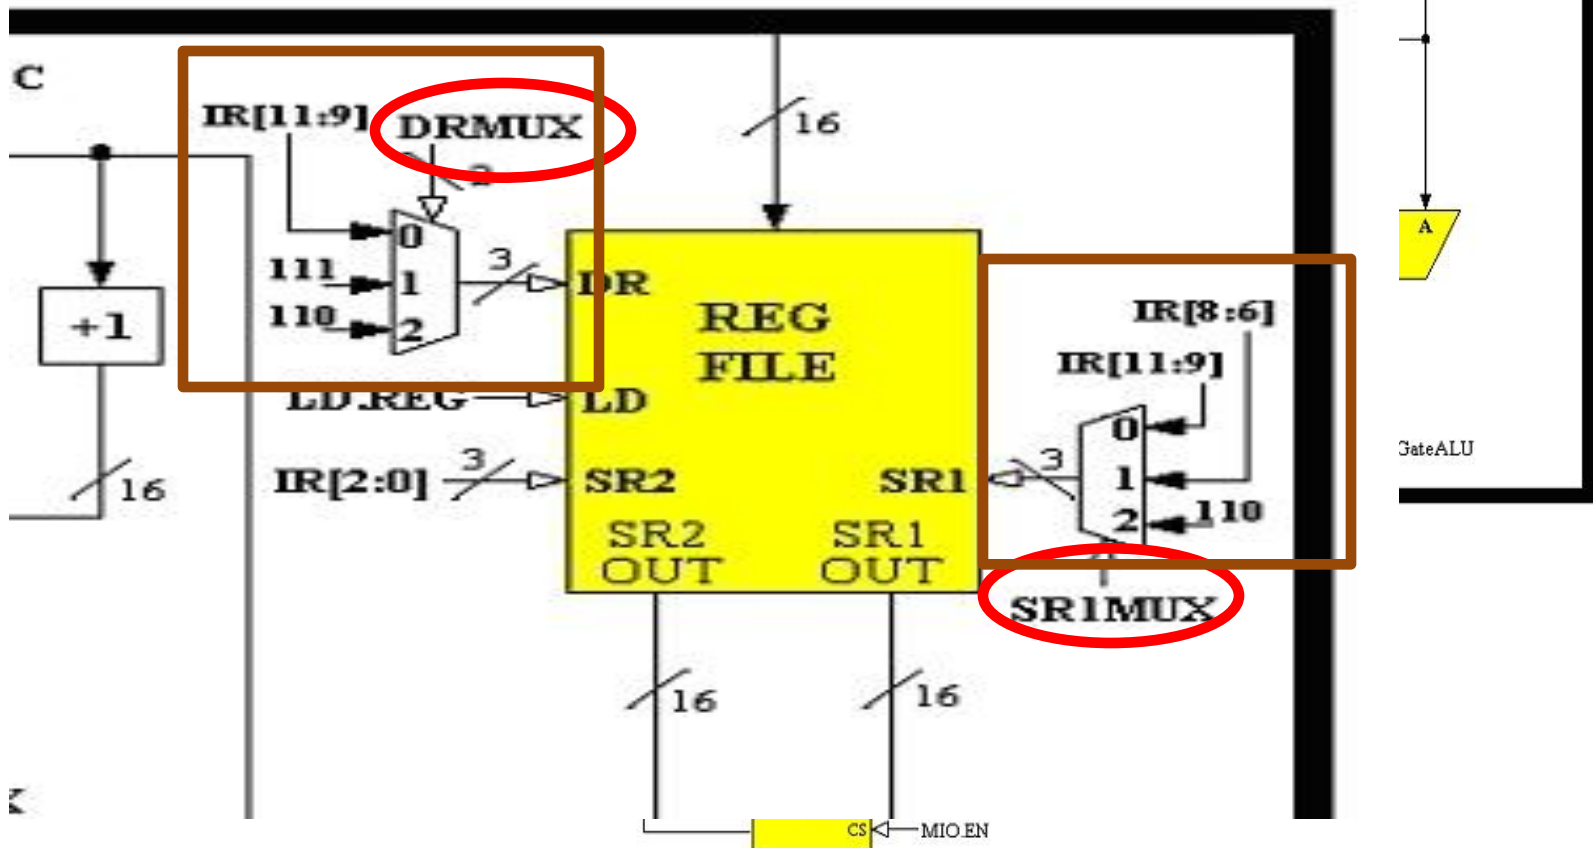 C
IR[11:9]
DRMUX
2
16
0
111
1
110
2
3
DR
+1
REG
FILE
LD.REG
LD
IR[2:0]
3
SR2
SR1
3
SR2
OUT
SR1
OUT
IR[8:6]
IR[11:9]
0
1
2
110
SR1MUX
16
16
16
A
GateALU
CS
MIO.EN